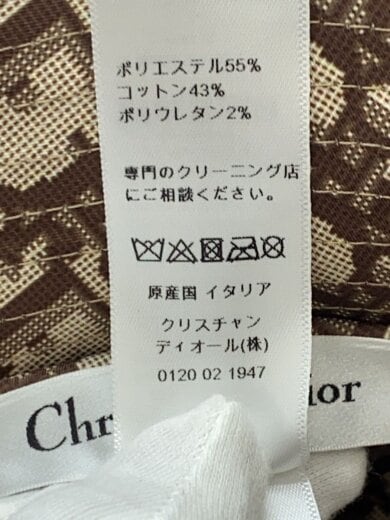 ポリエステル55%
コットン43%
ポリウレタン2%
専門のクリーニング店
にご相談ください。
原産国 イタリア
クリスチャン
ディオール(株)
0120 02 1947